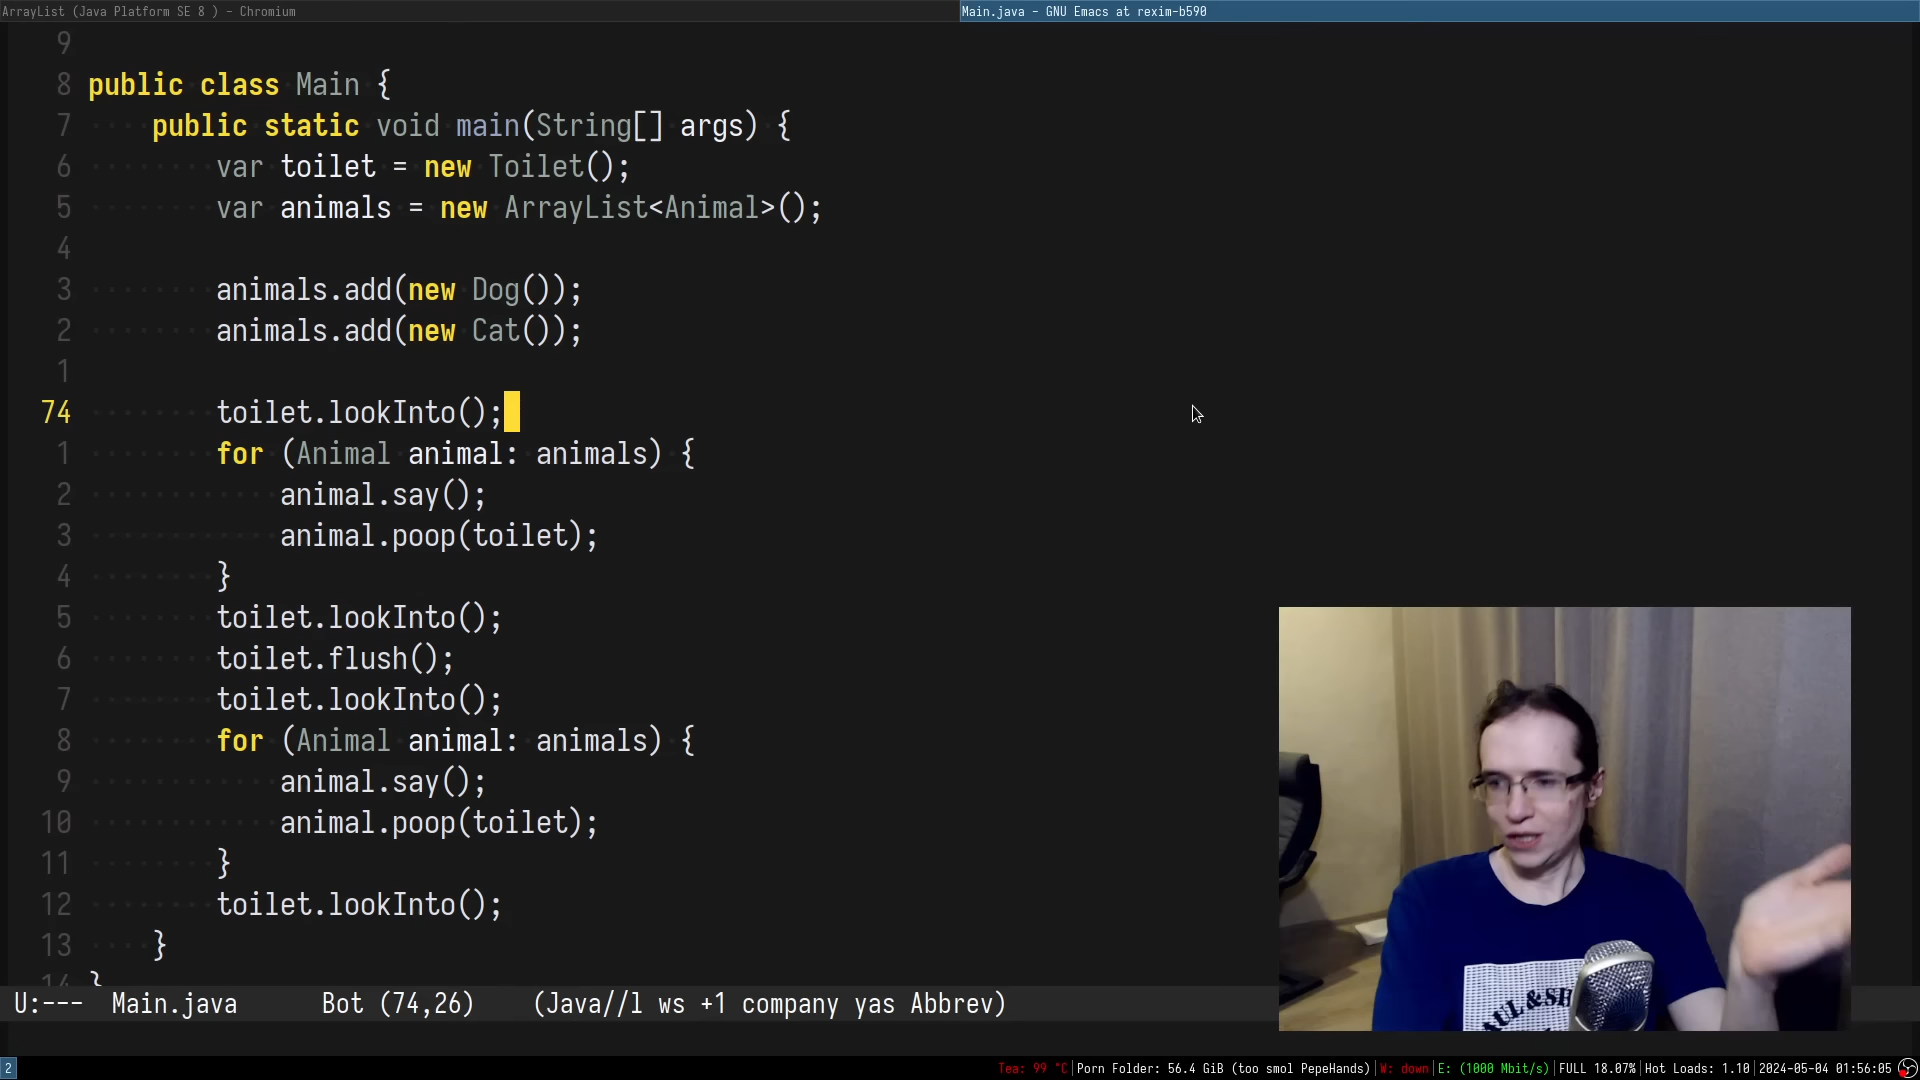 ArrayList (Java Platform SE 8 ) - Chromium
Main.java - GNU Emacs at rexim-b590
9
8 public class Main {
7 public static void main(String[] args) {
6 var toilet = new Toilet();
5 var animals = new ArrayList<Animal>();
4
3 animals.add(new Dog());
2 animals.add(new Cat());
1
74 toilet.lookInto();
1 for (Animal animal: animals) {
2 animal.say();
3 animal.poop(toilet);
4 }
5 toilet.lookInto();
6 toilet.flush();
7 toilet.lookInto();
8 for (Animal animal: animals) {
9 animal.say();
10 animal.poop(toilet);
11 }
12 toilet.lookInto();
13 }
14 }
U:--- Main.java Bot (74,26) (Java//l ws +1 company yas Abbrev)
2 Tea: 99 °C|Porn Folder: 56.4 GiB (too smol PepeHands)|W: down|E: (1000 Mbit/s)|FULL 18.07%|Hot Loads: 1.10|2024-05-04 01:56:05